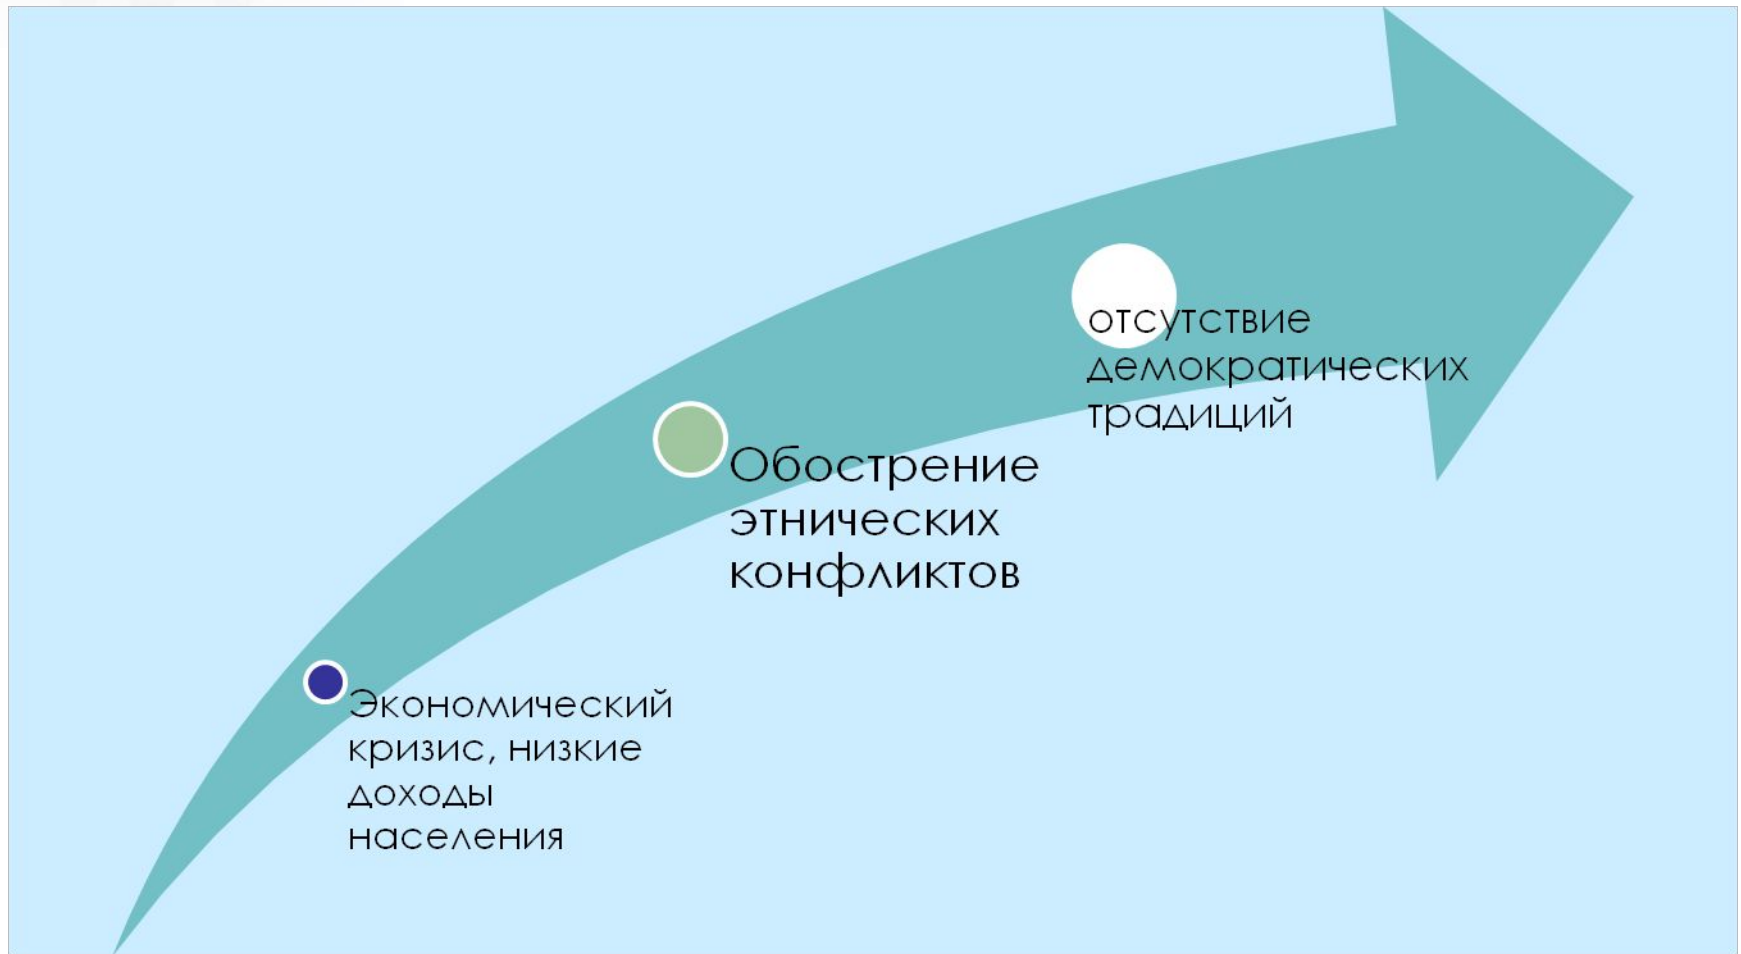 Экономический
кризис, низкие
доходы
населения
Обострение
этнических
конфликтов
отсутствие
демократических
традиций